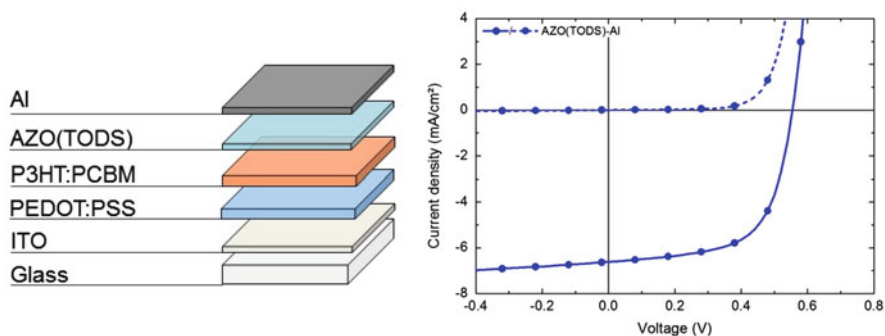 Al
AZO(TODS)
P3HT:PCBM
PEDOT:PSS
ITO
Glass
AZO(TODS)-Al
Current density (mA/cm²)
4
2
0
-2
-4
-6
-8
-0.4
-0.2
0.0
0.2
0.4
0.6
0.8
Voltage (V)